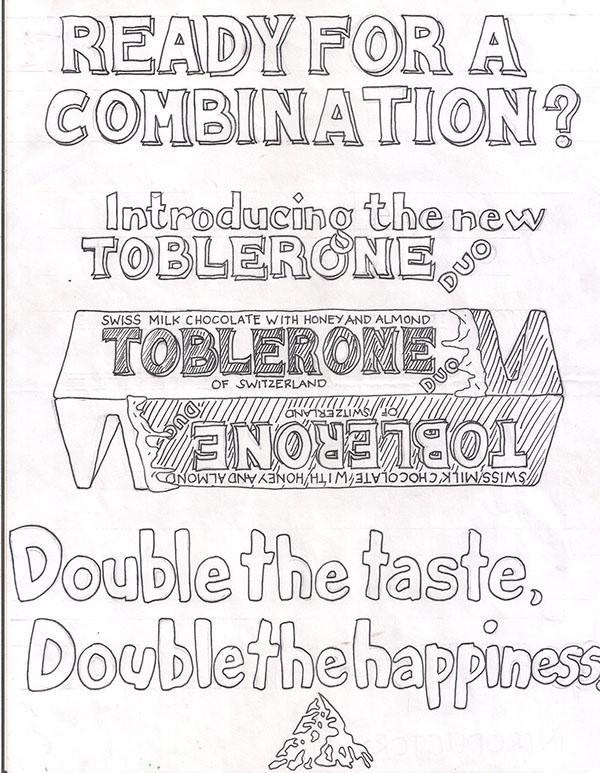 READY FOR A
COMBINATION?
Introducing the new
TOBLERONE DUO
SWISS MILK CHOCOLATE WITH HONEY AND ALMOND
TOBLERONE
DUO
OF SWITZERLAND
DUO
OF SWITZERLAND
TOBLERONE
SWISS MILK CHOCOLATE WITH HONEY AND ALMOND
Double the taste,
Double the happiness.